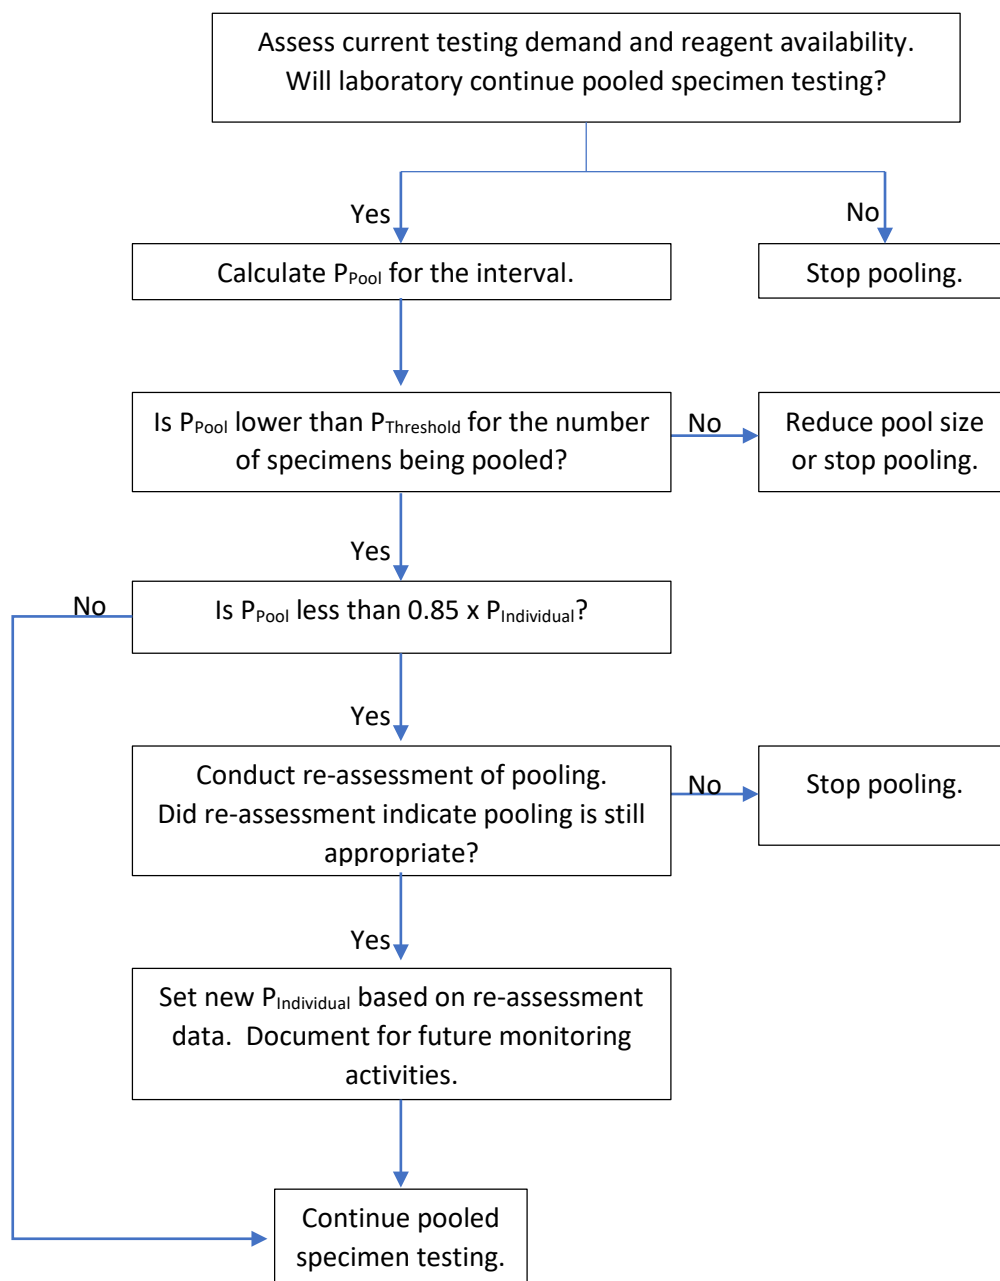 Assess current testing demand and reagent availability.
Will laboratory continue pooled specimen testing?
Yes
No
Calculate PPool for the interval.
Stop pooling.
Is PPool lower than PThreshold for the number
of specimens being pooled?
No
Reduce pool size
or stop pooling.
Yes
No
Is PPool less than 0.85 x PIndividual?
Yes
Conduct re-assessment of pooling.
Did re-assessment indicate pooling is still
appropriate?
No
Stop pooling.
Yes
Set new PIndividual based on re-assessment
data.  Document for future monitoring
activities.
Continue pooled
specimen testing.